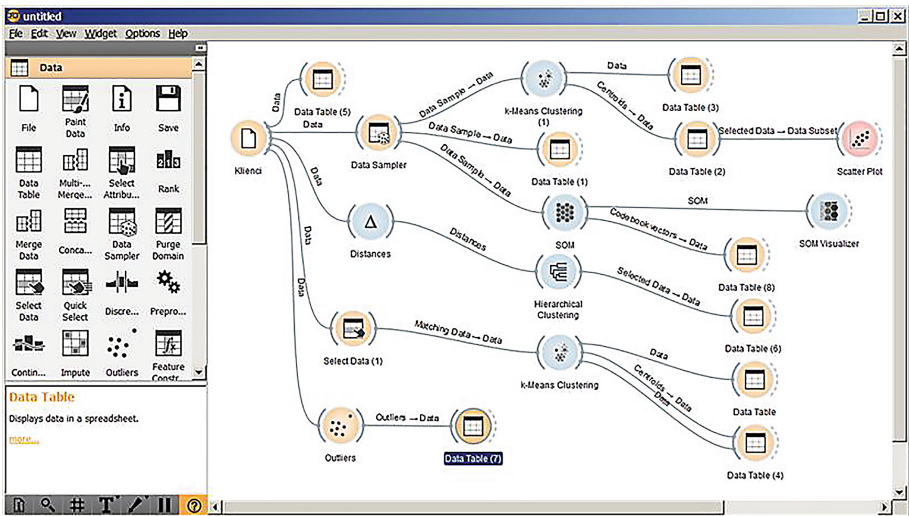 untitled
File Edit View Widget Options Help
Data
File
Paint
Data
Info
Save
Data
Table
Multi-...
Merge...
Select
Attribu...
Rank
Merge
Data
Conca...
Data
Sampler
Purge
Domain
Select
Data
Quick
Select
Discre...
Prepro...
Contin...
Impute
Outliers
Feature
Constr...
Data Table
Displays data in a spreadsheet.
more...
Klienci
Data
Data Table (5)
Data
Data Sampler
Data Sample → Data
k-Means Clustering
(1)
Data
Data Table (3)
Centroids → Data
Data Table (2)
Selected Data → Data Subset
Scatter Plot
Data Sample → Data
Data Table (1)
Data Sample → Data
SOM
SOM
SOM Visualizer
Codebook vectors → Data
Data Table (8)
Data
Distances
Distances
Hierarchical
Clustering
Selected Data → Data
Data Table (6)
Data
Select Data (1)
Matching Data → Data
k-Means Clustering
Data
Data Table
Centroids → Data
Data
Data Table (4)
Data
Outliers
Outliers → Data
Data Table (7)